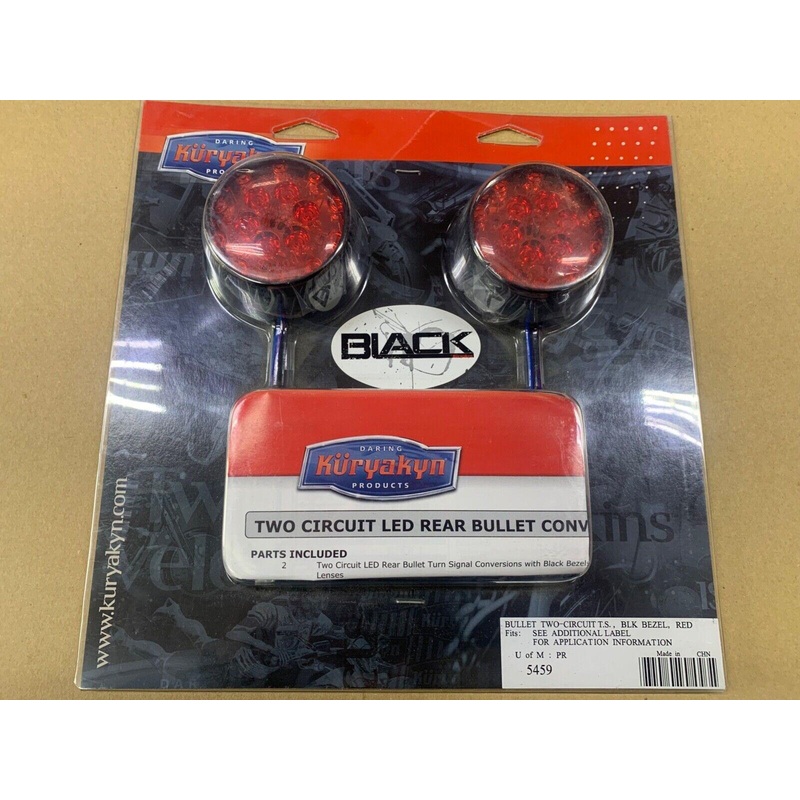 DARING
Küryakyn
PRO
BLACK
DARING
Küryakyn
PRODUCTS
TWO CIRCUIT LED REAR BULLET CONV
PARTS INCLUDED
2 Two Circuit LED Rear Bullet Turn Signal Conversions with Black Bezels
Lenses
www.kuryakyn.com
BULLET TWO-CIRCUIT T.S., BLK BEZEL, RED
Fits: SEE ADDITIONAL LABEL
FOR APPLICATION INFORMATION
U of M : PR
Made in CHN
5459